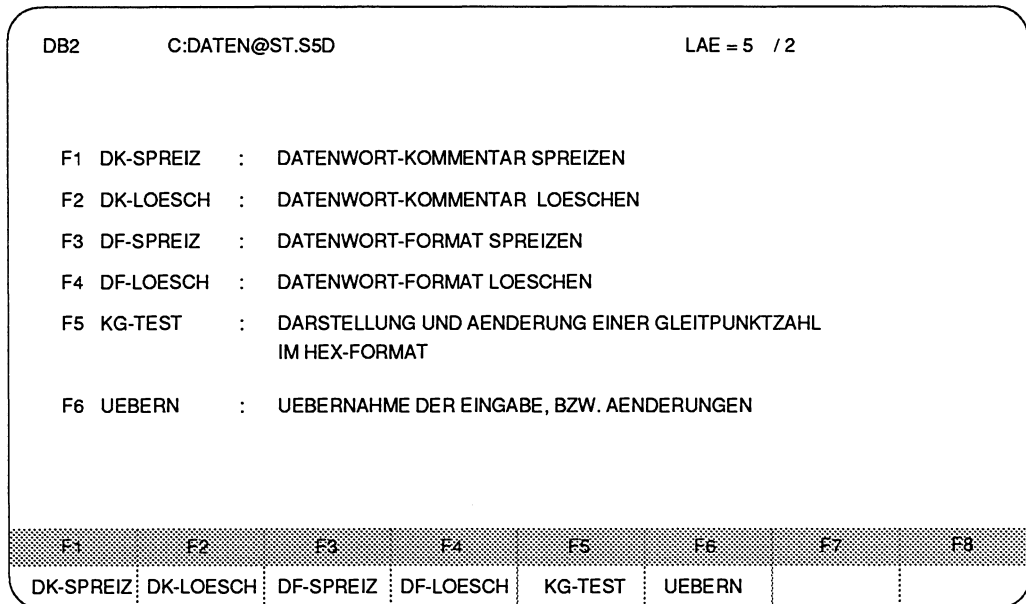 DB2 C:DATEN@ST.S5D LAE = 5 / 2
F1 DK-SPREIZ : DATENWORT-KOMMENTAR SPREIZEN
F2 DK-LOESCH : DATENWORT-KOMMENTAR LOESCHEN
F3 DF-SPREIZ : DATENWORT-FORMAT SPREIZEN
F4 DF-LOESCH : DATENWORT-FORMAT LOESCHEN
F5 KG-TEST : DARSTELLUNG UND AENDERUNG EINER GLEITPUNKTZAHL
IM HEX-FORMAT
F6 UEBERN : UEBERNAHME DER EINGABE, BZW. AENDERUNGEN
F1 F2 F3 F4 F5 F6 F7 F8
DK-SPREIZ DK-LOESCH DF-SPREIZ DF-LOESCH KG-TEST UEBERN